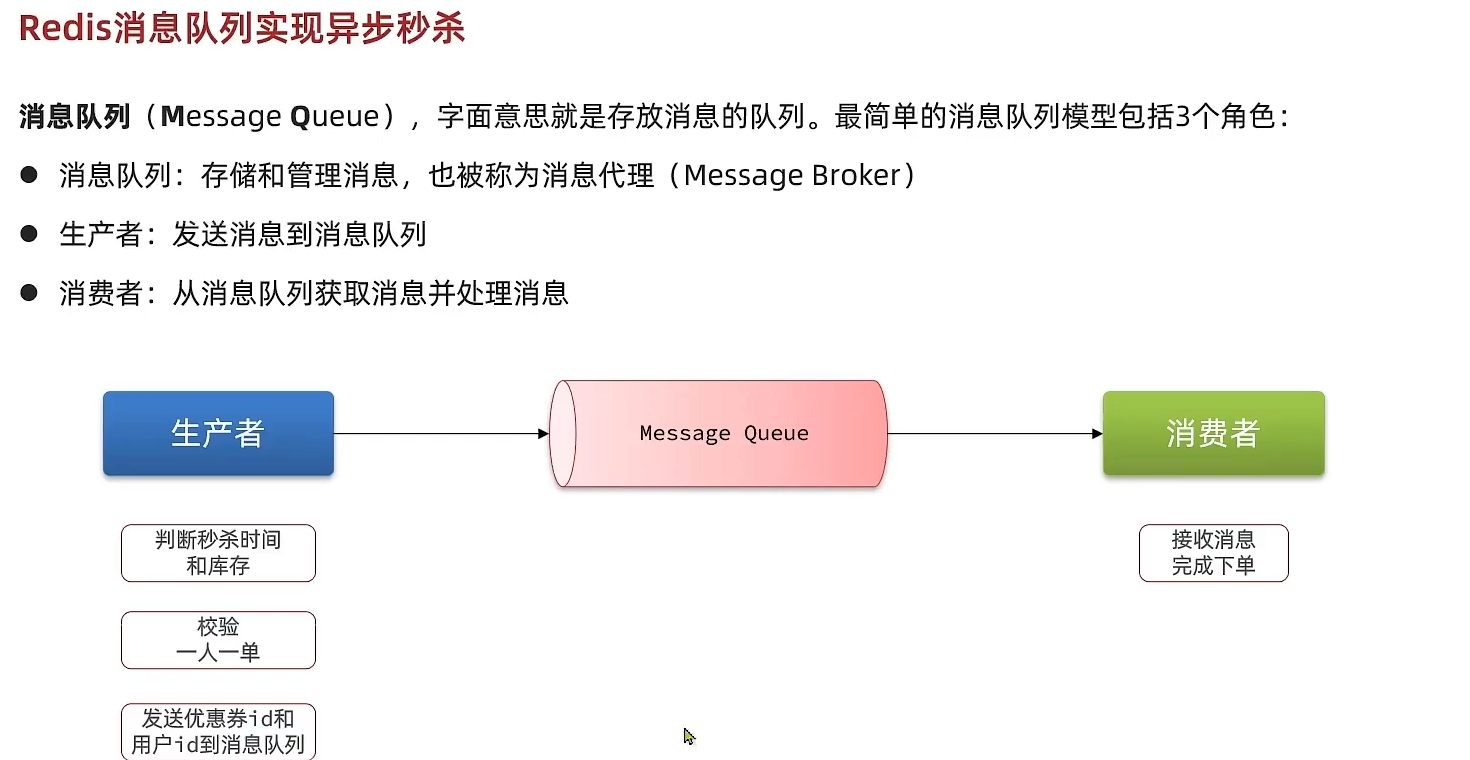 Redis消息队列实现异步秒杀
消息队列（Message Queue），字面意思就是存放消息的队列。最简单的消息队列模型包括3个角色：
● 消息队列：存储和管理消息，也被称为消息代理（Message Broker）
● 生产者：发送消息到消息队列
● 消费者：从消息队列获取消息并处理消息
生产者
Message Queue
消费者
判断秒杀时间
和库存
接收消息
完成下单
校验
一人一单
发送优惠券id和
用户id到消息队列